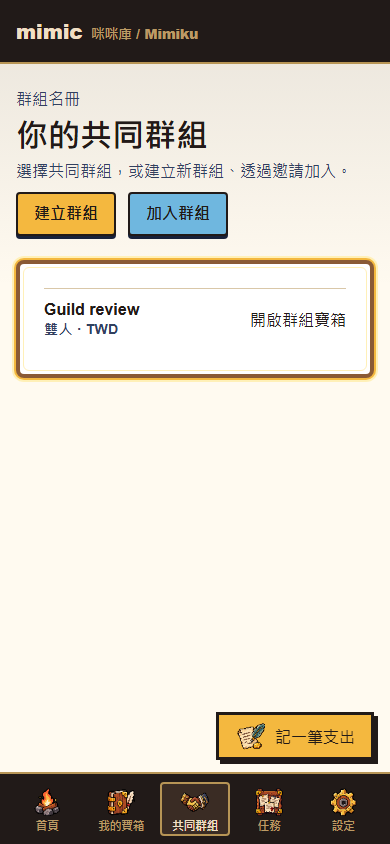 mimic 咪咪庫 / Mimiku
群組名冊
你的共同群組
選擇共同群組，或建立新群組、透過邀請加入。
建立群組 加入群組
Guild review
雙人 · TWD
開啟群組寶箱
記一筆支出
首頁 我的寶箱 共同群組 任務 設定